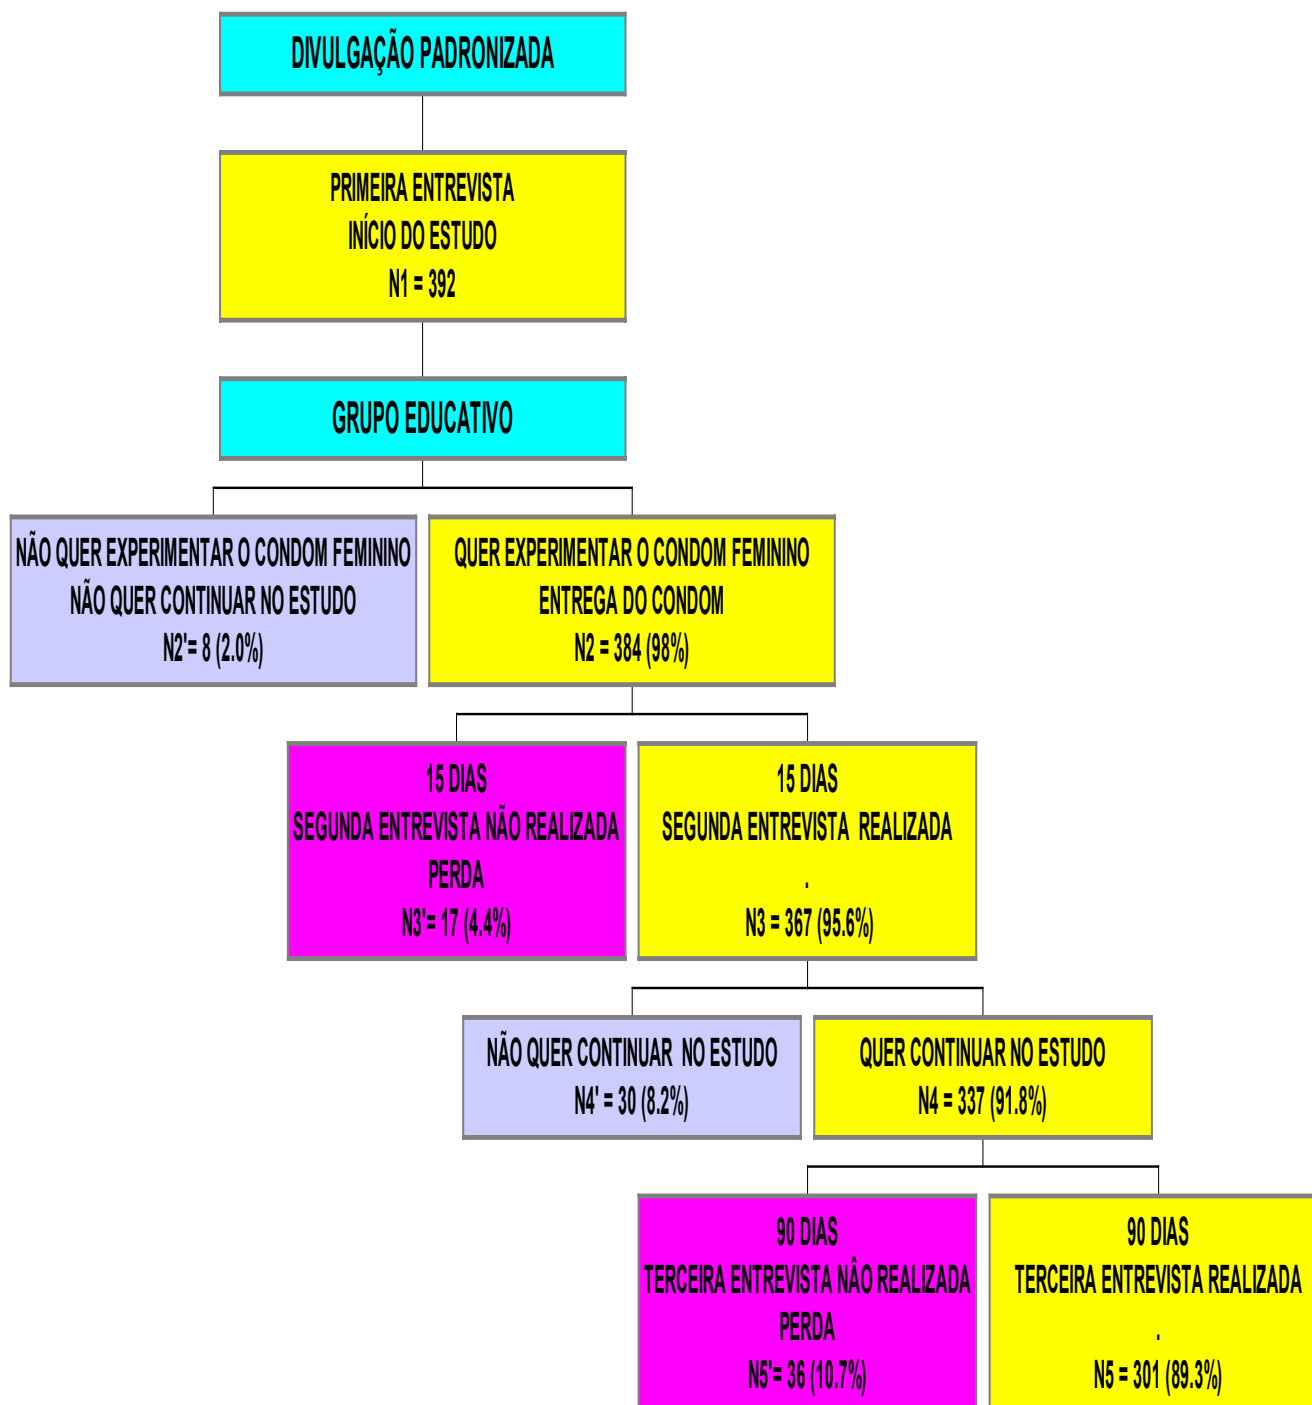 DIVULGAÇÃO PADRONIZADA
PRIMEIRA ENTREVISTA
INÍCIO DO ESTUDO
N1 = 392
GRUPO EDUCATIVO
NÃO QUER EXPERIMENTAR O CONDOM FEMININO
NÃO QUER CONTINUAR NO ESTUDO
N2'= 8 (2.0%)
QUER EXPERIMENTAR O CONDOM FEMININO
ENTREGA DO CONDOM
N2 = 384 (98%)
15 DIAS
SEGUNDA ENTREVISTA NÃO REALIZADA
PERDA
N3'= 17 (4.4%)
15 DIAS
SEGUNDA ENTREVISTA  REALIZADA
.
N3 = 367 (95.6%)
NÃO QUER CONTINUAR  NO ESTUDO
N4' = 30 (8.2%)
QUER CONTINUAR NO ESTUDO
N4 = 337 (91.8%)
90 DIAS
TERCEIRA ENTREVISTA NÂO REALIZADA
PERDA
N5'= 36 (10.7%)
90 DIAS
TERCEIRA ENTREVISTA REALIZADA
.
N5 = 301 (89.3%)